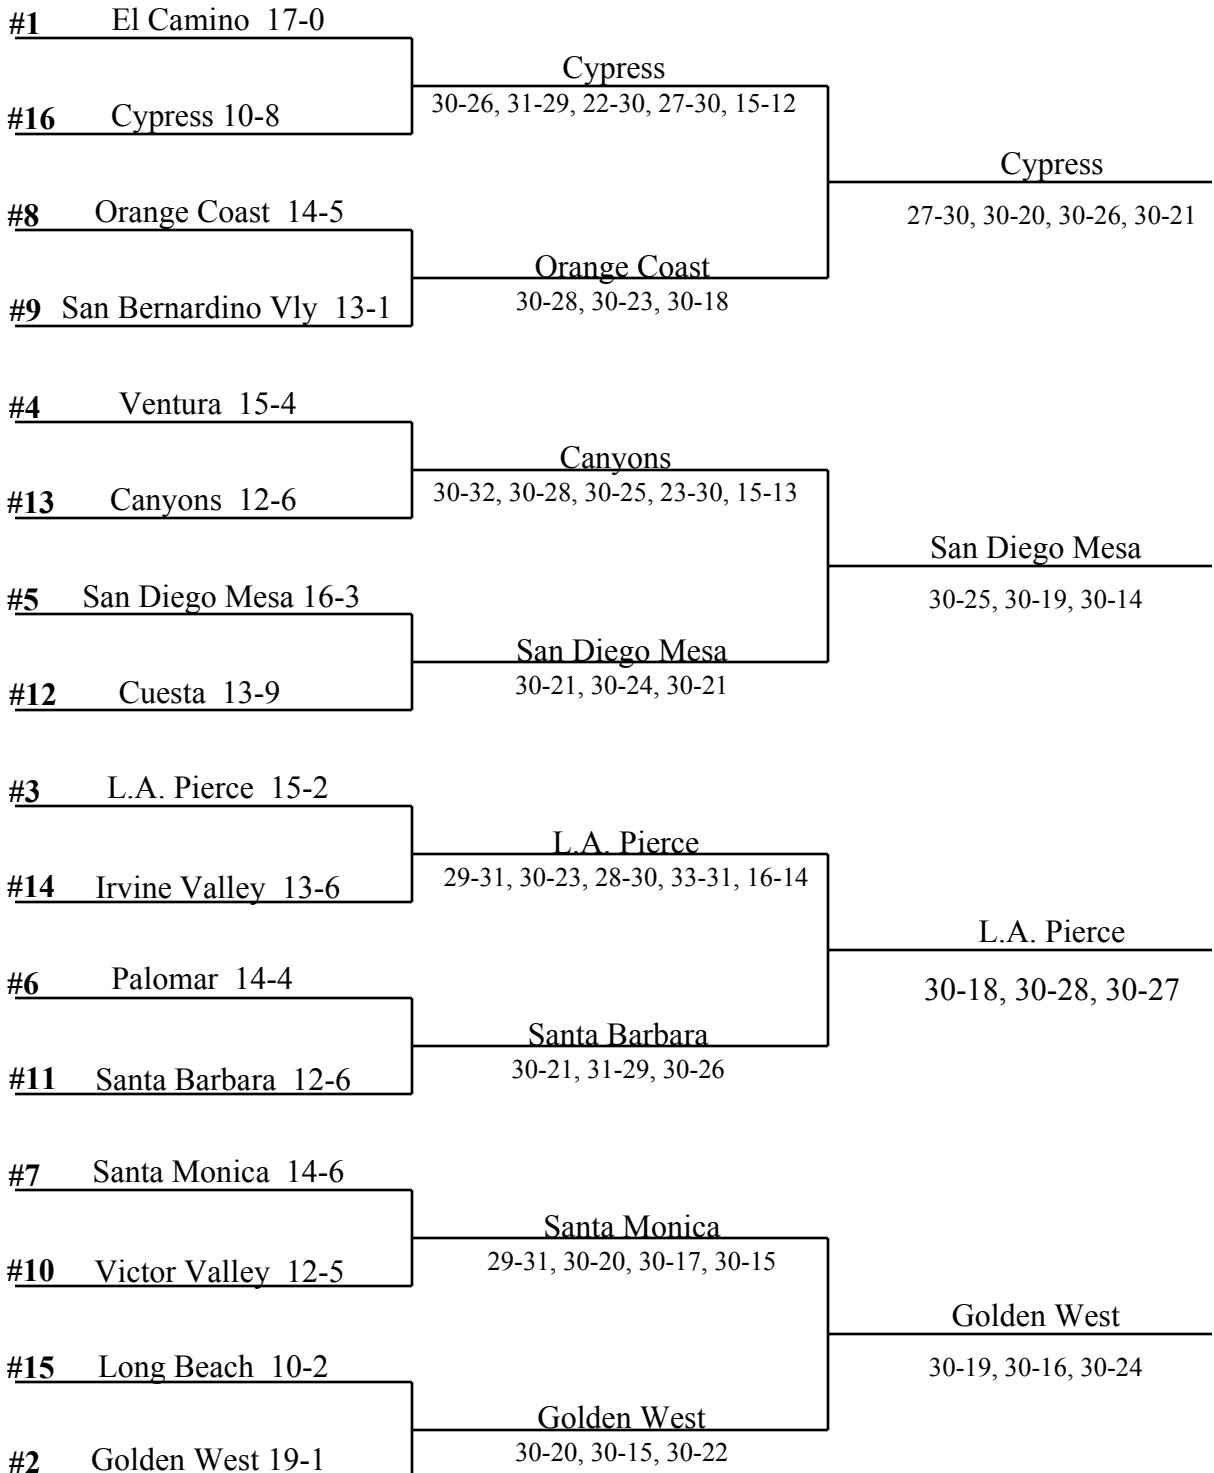 #1 El Camino 17-0
Cypress
30-26, 31-29, 22-30, 27-30, 15-12
#16 Cypress 10-8
Cypress
27-30, 30-20, 30-26, 30-21
#8 Orange Coast 14-5
Orange Coast
30-28, 30-23, 30-18
#9 San Bernardino Vly 13-1
#4 Ventura 15-4
Canyons
30-32, 30-28, 30-25, 23-30, 15-13
#13 Canyons 12-6
San Diego Mesa
30-25, 30-19, 30-14
#5 San Diego Mesa 16-3
San Diego Mesa
30-21, 30-24, 30-21
#12 Cuesta 13-9
#3 L.A. Pierce 15-2
L.A. Pierce
29-31, 30-23, 28-30, 33-31, 16-14
#14 Irvine Valley 13-6
L.A. Pierce
30-18, 30-28, 30-27
#6 Palomar 14-4
Santa Barbara
30-21, 31-29, 30-26
#11 Santa Barbara 12-6
#7 Santa Monica 14-6
Santa Monica
29-31, 30-20, 30-17, 30-15
#10 Victor Valley 12-5
Golden West
30-19, 30-16, 30-24
#15 Long Beach 10-2
Golden West
30-20, 30-15, 30-22
#2 Golden West 19-1